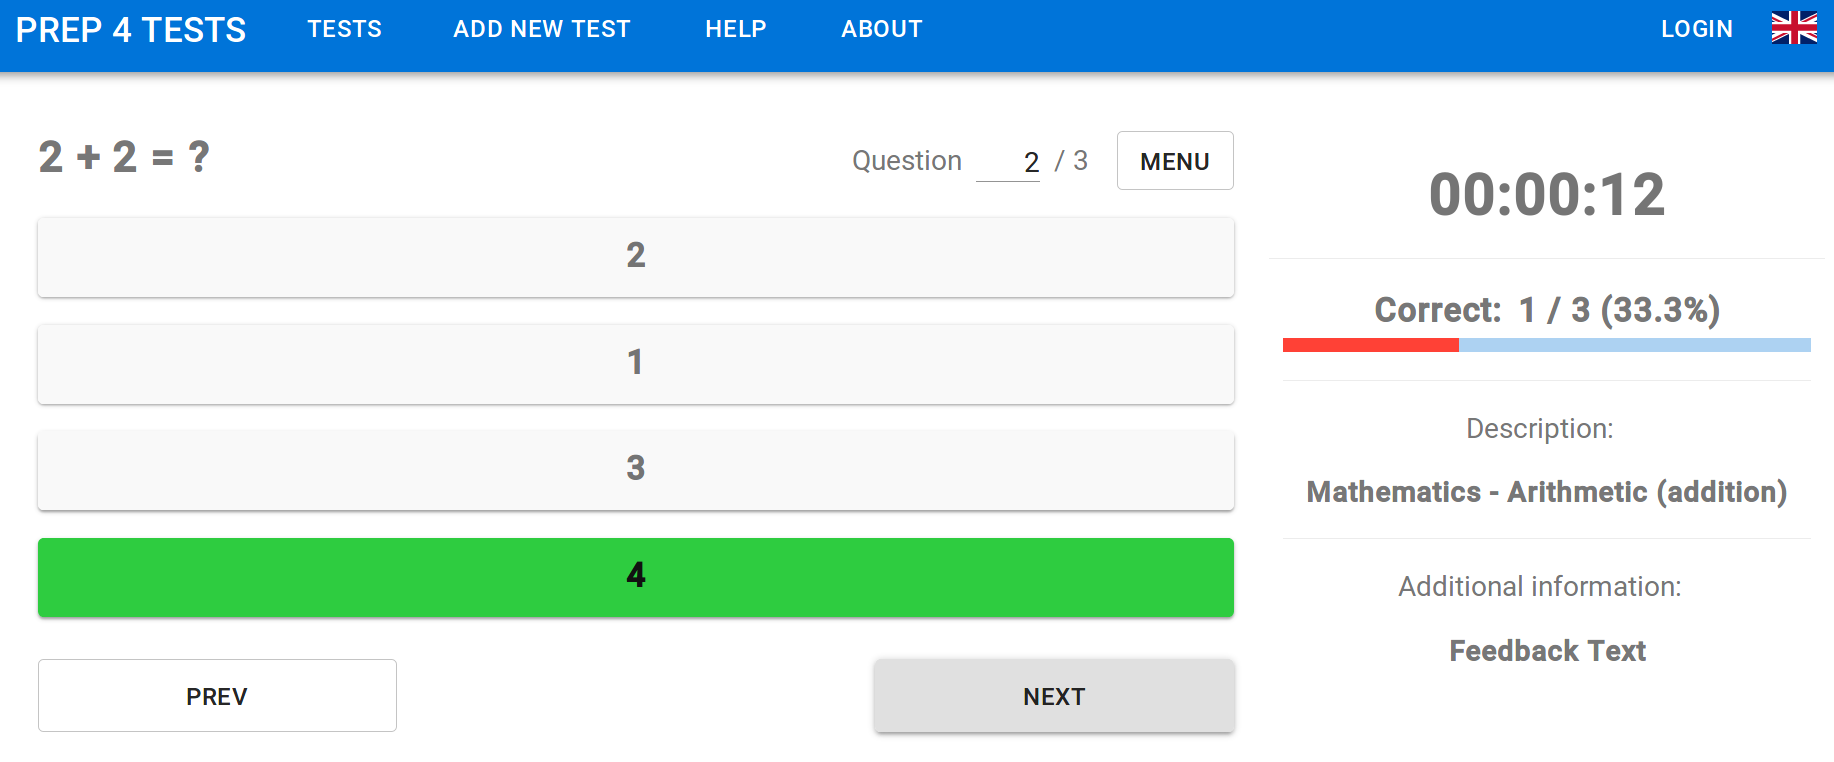 PREP 4 TESTS TESTS ADD NEW TEST HELP ABOUT LOGIN
2 + 2 = ?
Question 2 / 3 MENU
2
1
3
4
PREV NEXT
00:00:12
Correct: 1 / 3 (33.3%)
Description:
Mathematics - Arithmetic (addition)
Additional information:
Feedback Text